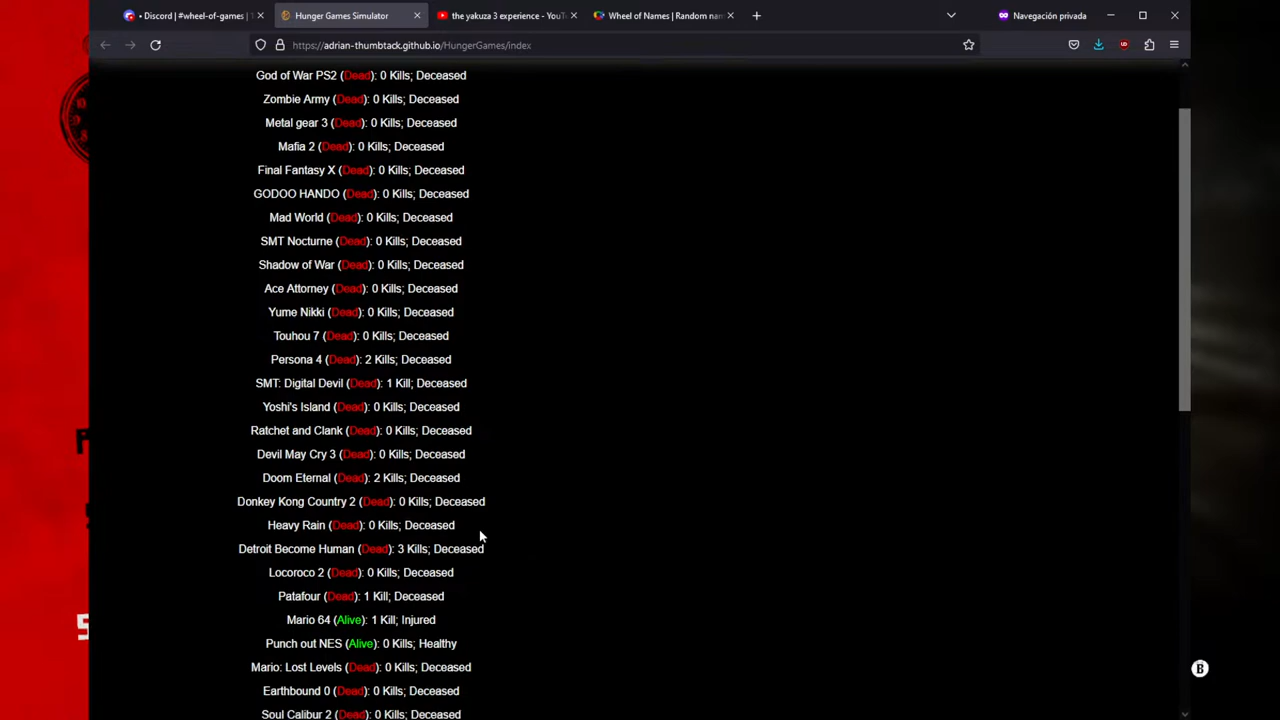 • Discord | #wheel-of-games |
Hunger Games Simulator
the yakuza 3 experience - YouT
Wheel of Names | Random nam
Navegación privada
https://adrian-thumbtack.github.io/HungerGames/index
God of War PS2 (Dead): 0 Kills; Deceased
Zombie Army (Dead): 0 Kills; Deceased
Metal gear 3 (Dead): 0 Kills; Deceased
Mafia 2 (Dead): 0 Kills; Deceased
Final Fantasy X (Dead): 0 Kills; Deceased
GODOO HANDO (Dead): 0 Kills; Deceased
Mad World (Dead): 0 Kills; Deceased
SMT Nocturne (Dead): 0 Kills; Deceased
Shadow of War (Dead): 0 Kills; Deceased
Ace Attorney (Dead): 0 Kills; Deceased
Yume Nikki (Dead): 0 Kills; Deceased
Touhou 7 (Dead): 0 Kills; Deceased
Persona 4 (Dead): 2 Kills; Deceased
SMT: Digital Devil (Dead): 1 Kill; Deceased
Yoshi's Island (Dead): 0 Kills; Deceased
Ratchet and Clank (Dead): 0 Kills; Deceased
Devil May Cry 3 (Dead): 0 Kills; Deceased
Doom Eternal (Dead): 2 Kills; Deceased
Donkey Kong Country 2 (Dead): 0 Kills; Deceased
Heavy Rain (Dead): 0 Kills; Deceased
Detroit Become Human (Dead): 3 Kills; Deceased
Locoroco 2 (Dead): 0 Kills; Deceased
Patafour (Dead): 1 Kill; Deceased
Mario 64 (Alive): 1 Kill; Injured
Punch out NES (Alive): 0 Kills; Healthy
Mario: Lost Levels (Dead): 0 Kills; Deceased
Earthbound 0 (Dead): 0 Kills; Deceased
Soul Calibur 2 (Dead): 0 Kills; Deceased
B